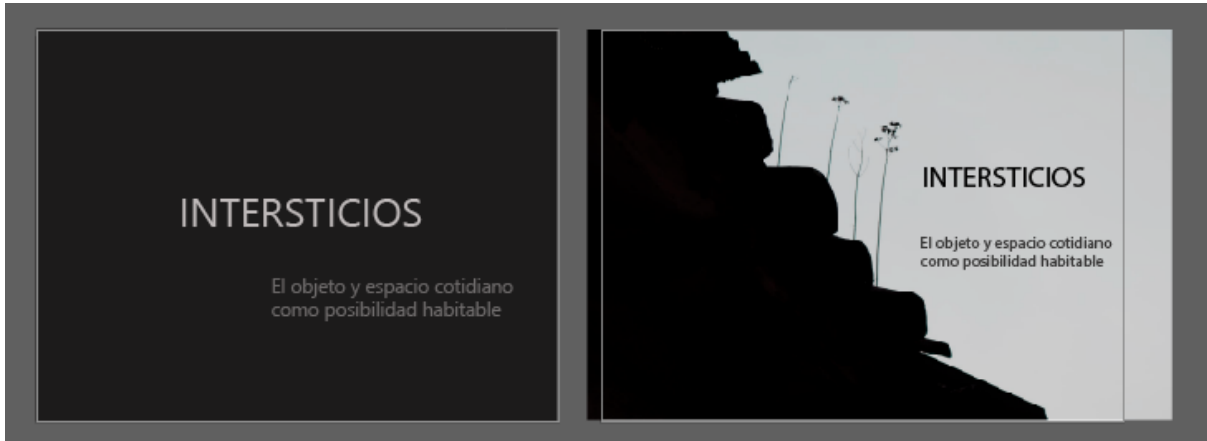 INTERSTICIOS
El objeto y espacio cotidiano
como posibilidad habitable
INTERSTICIOS
El objeto y espacio cotidiano
como posibilidad habitable